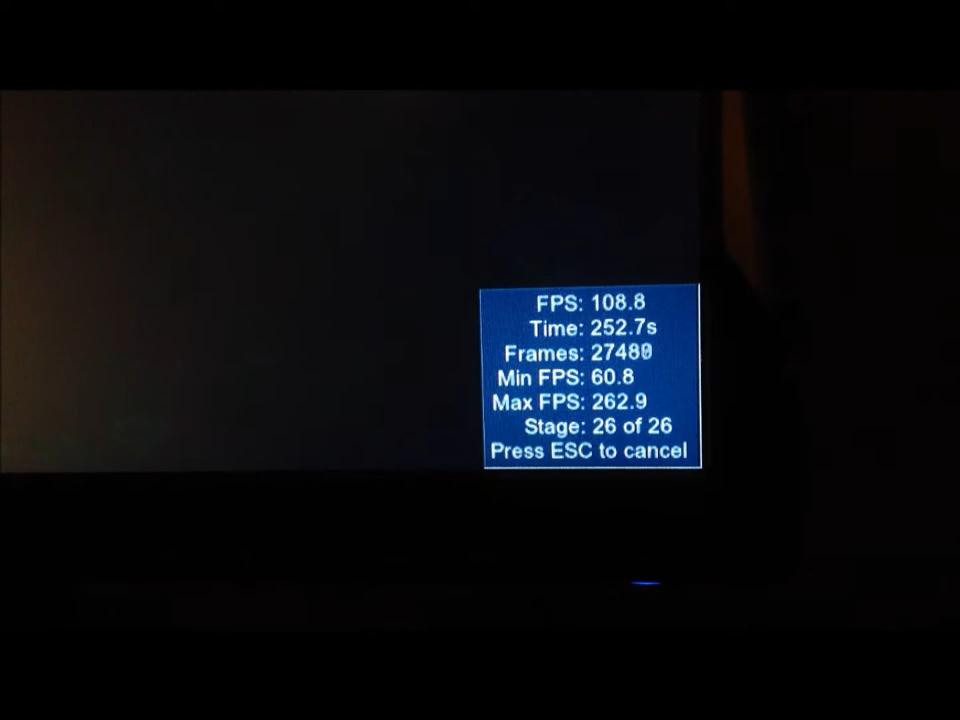 FPS: 108.8
Time: 252.7s
Frames: 27480
Min FPS: 60.8
Max FPS: 262.9
Stage: 26 of 26
Press ESC to cancel